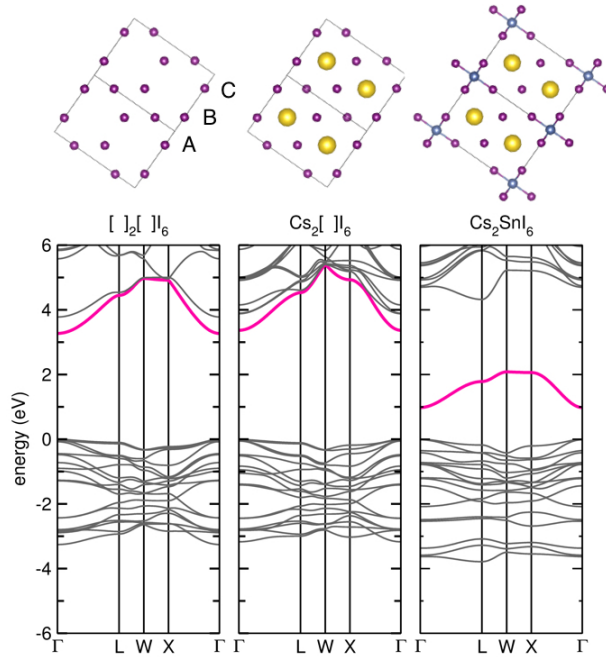 C
B
A
[ ]₂[ ]I₆
Cs₂[ ]I₆
Cs₂SnI₆
energy (eV)
6
4
2
0
-2
-4
-6
Γ L W X Γ L W X Γ Γ L W X Γ